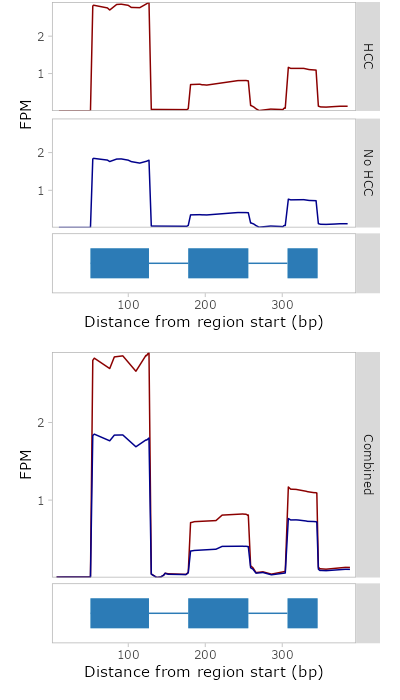 2
1
HCC
FPM
2
1
No HCC
100 200 300
Distance from region start (bp)
2
1
FPM
Combined
100 200 300
Distance from region start (bp)